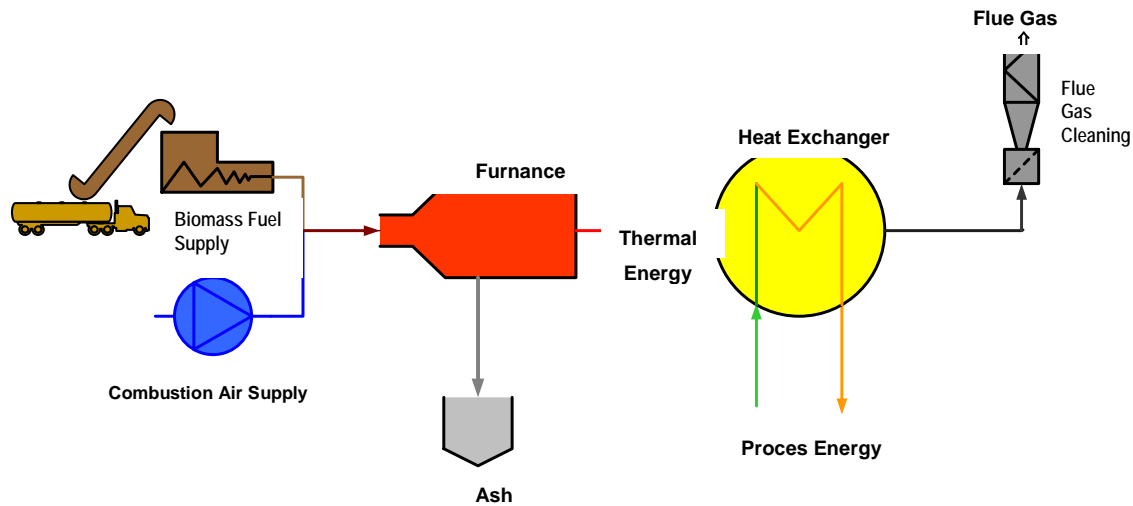 Flue Gas
Flue
Gas
Cleaning
Heat Exchanger
Furnance
Biomass Fuel
Supply
Thermal
Energy
Combustion Air Supply
Proces Energy
Ash